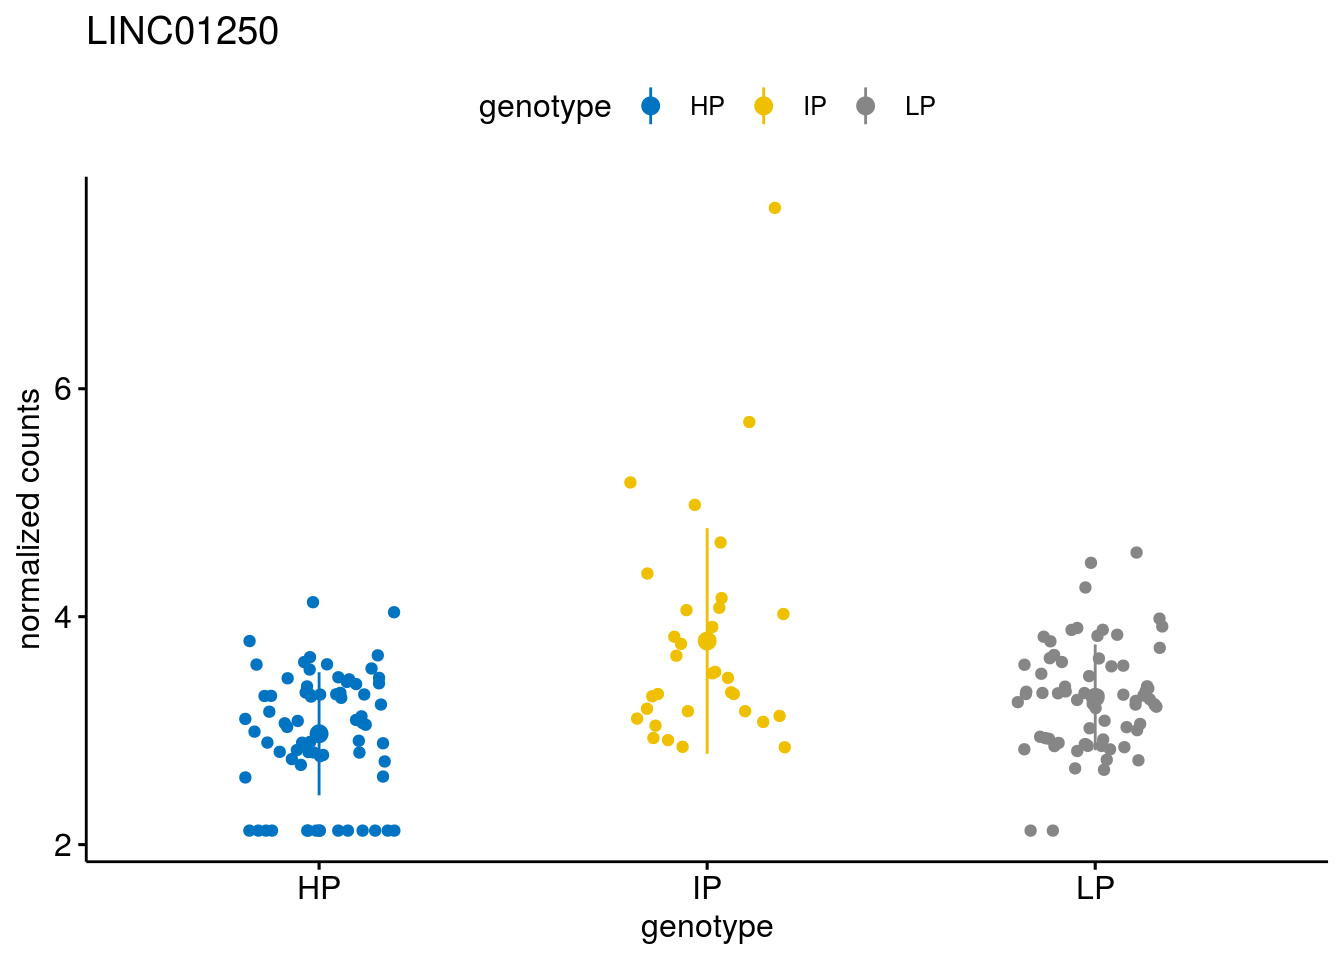 LINC01250
genotype HP IP LP
6
4
2
normalized counts
HP IP LP
genotype